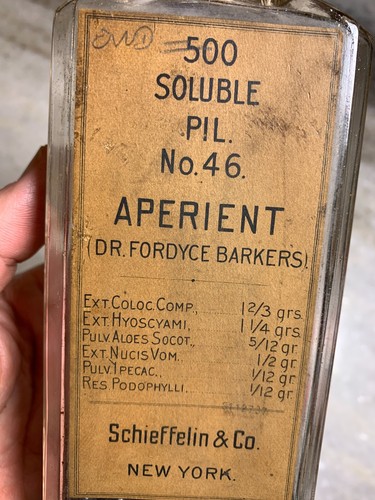 500
SOLUBLE
PIL.
No. 46.
APERIENT
(DR. FORDYCE BARKERS)
EXT. COLOC. COMP., 1 2/3 grs.
EXT. HYOSCYAMI, 1 1/4 grs.
PULV. ALOES SOCOT., 5/12 gr.
EXT. NUCIS VOM. 1/2 gr.
PULV. IPECAC., 1/12 gr.
RES PODOPHYLLI. 1/12 gr.
Schieffelin & Co.
NEW YORK.